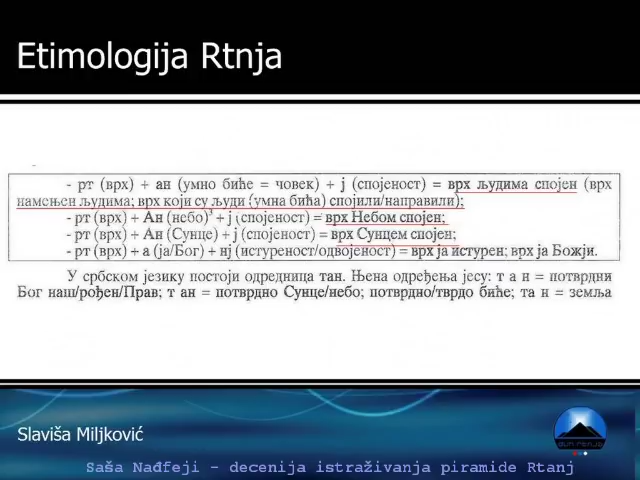 Etimologija Rtnja
- рт (врх) + ан (умно биће = човек) + ј (спојеност) = врх људима спојен (врх
намењен људима; врх који су људи (умна бића) спојили/направили);
- рт (врх) + Ан (небо) + ј (спојеност) = врх Небом спојен;
- рт (врх) + Ан (Сунце) + ј (спојеност) = врх Сунцем спојен;
- рт (врх) + а (ја/Бог) + нј (истуреност/одвојеност) = врх ја истурен; врх ја Божји.
У србском језику постоји одредница тан. Њена одређења јесу: т а н = потврдни
Бог наш/рођен/Прав; т ан = потврдно Сунце/небо; потврдно/тврдо биће; та н = земља
Slaviša Miljković
Saša Nađfeji - decenija istraživanja piramide Rtanj